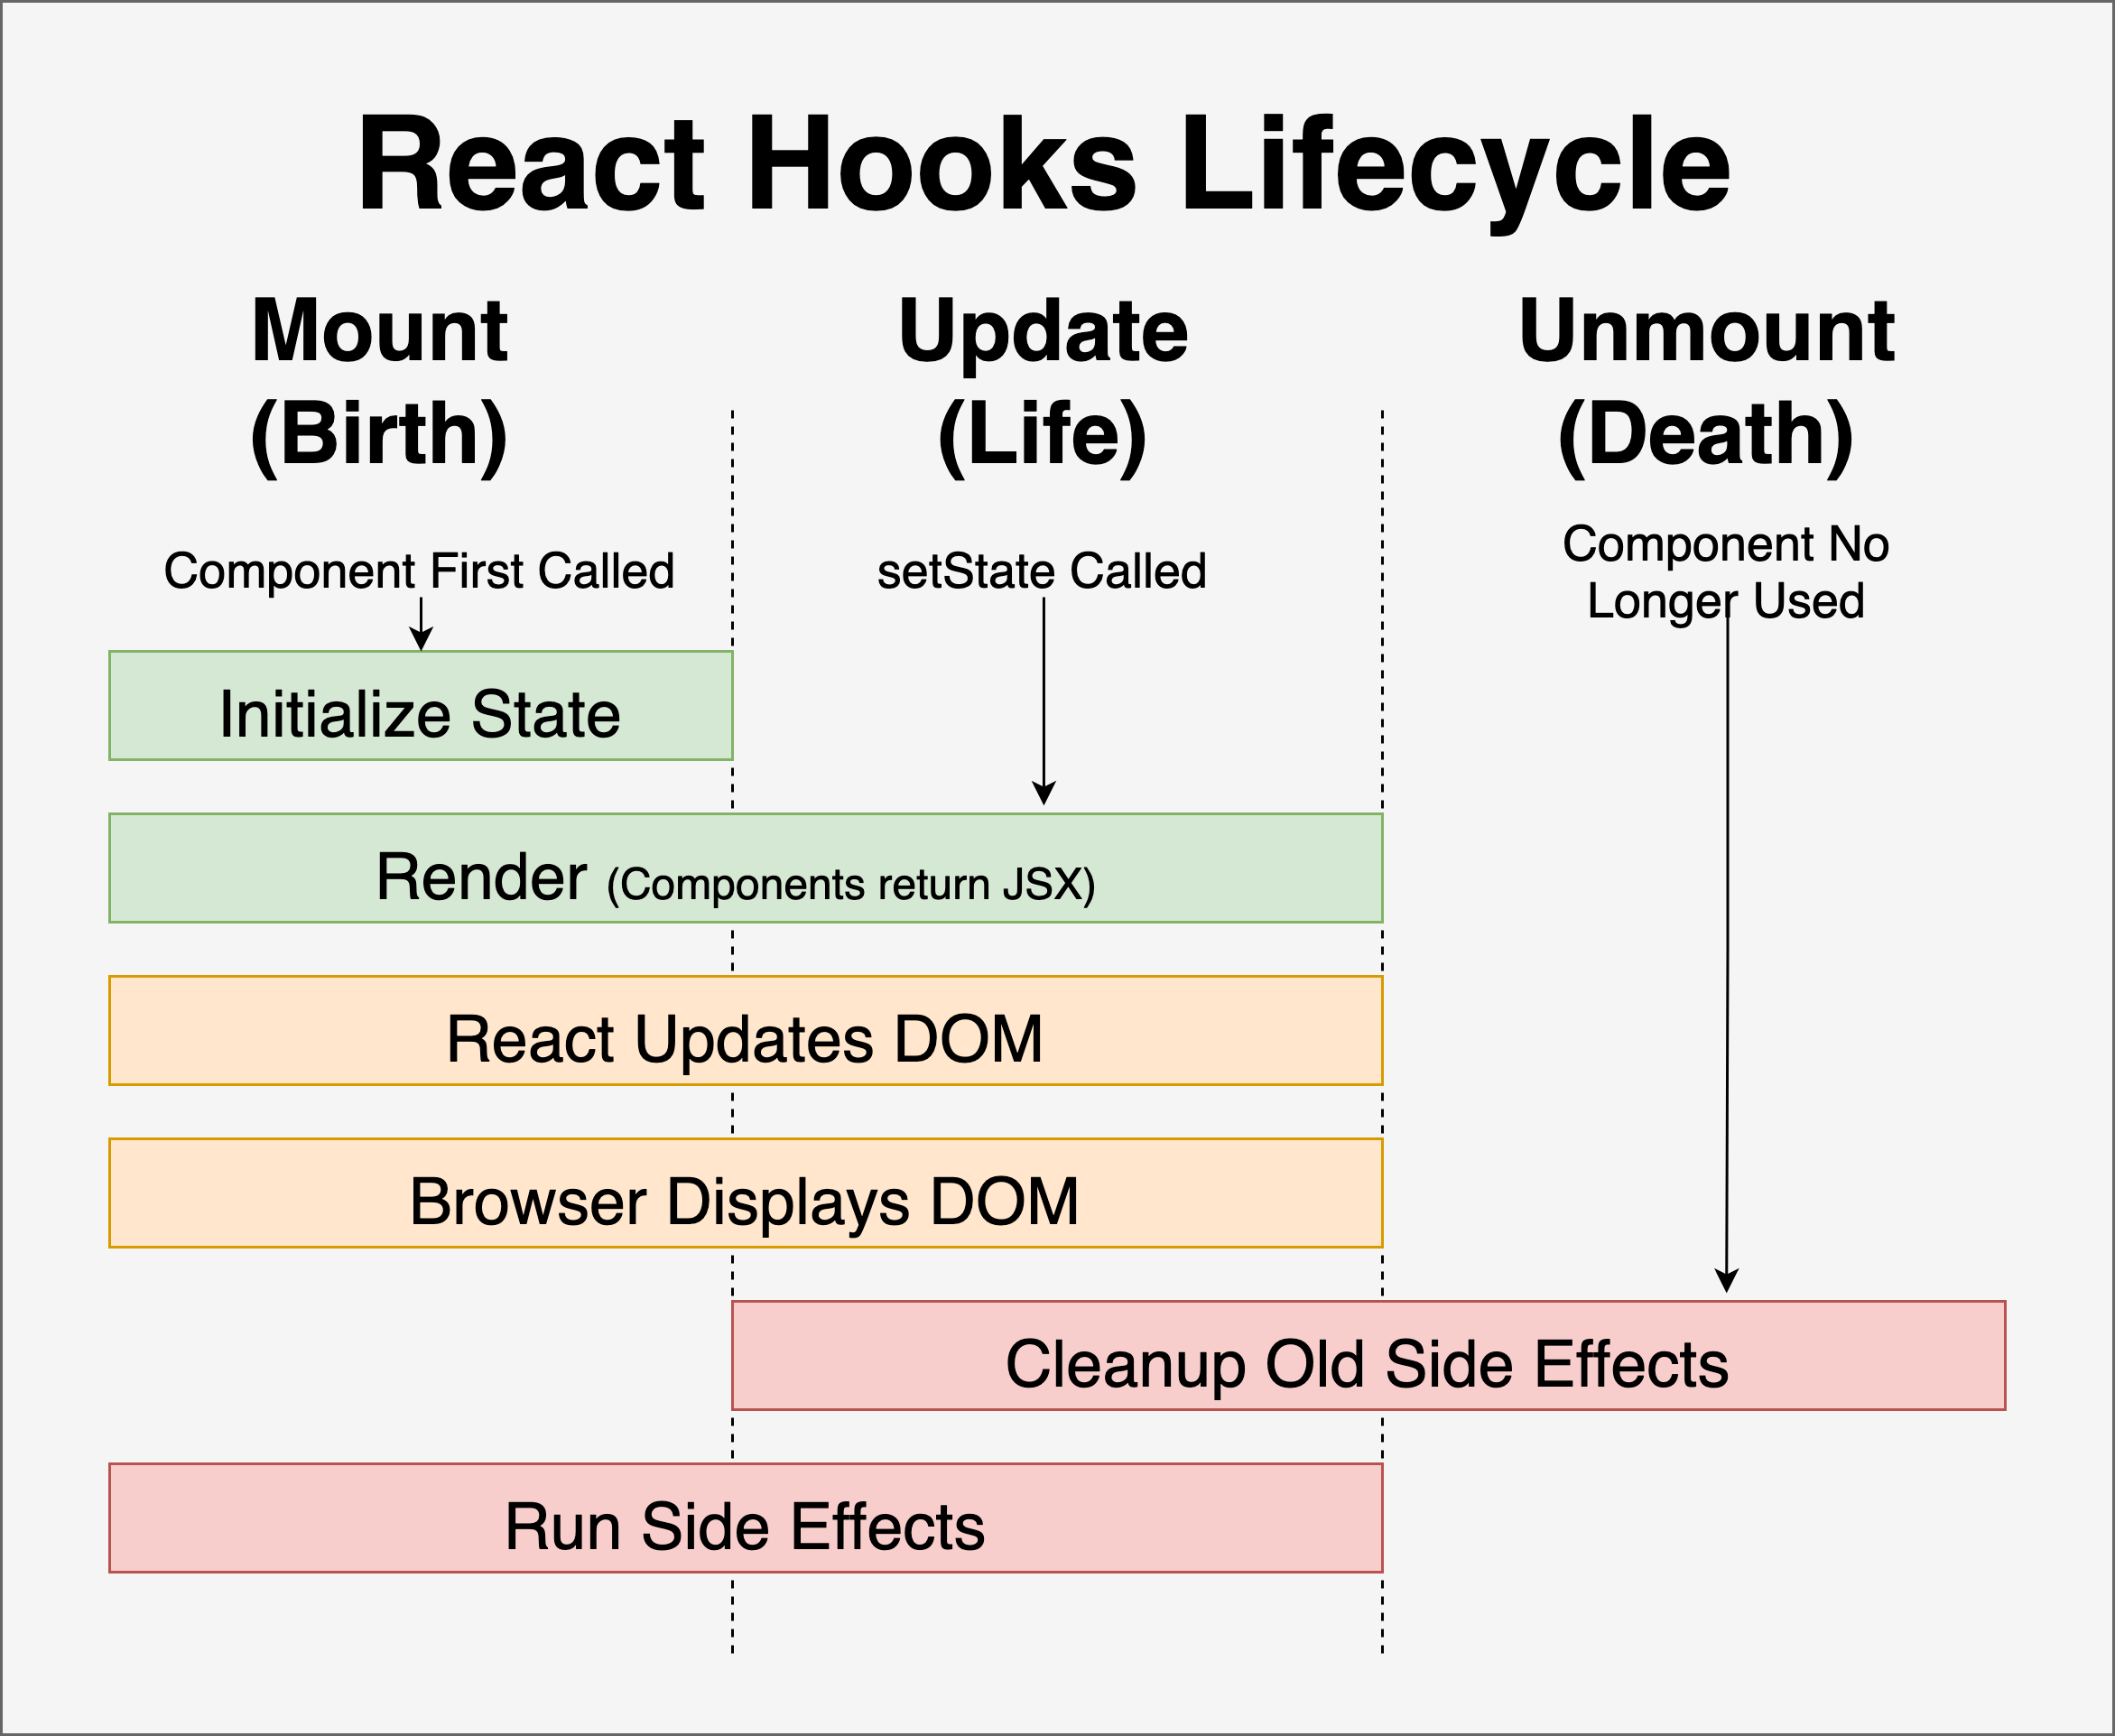 React Hooks Lifecycle
Mount
(Birth)
Update
(Life)
Unmount
(Death)
Component First Called
setState Called
Component No
Longer Used
Initialize State
Render (Components return JSX)
React Updates DOM
Browser Displays DOM
Cleanup Old Side Effects
Run Side Effects